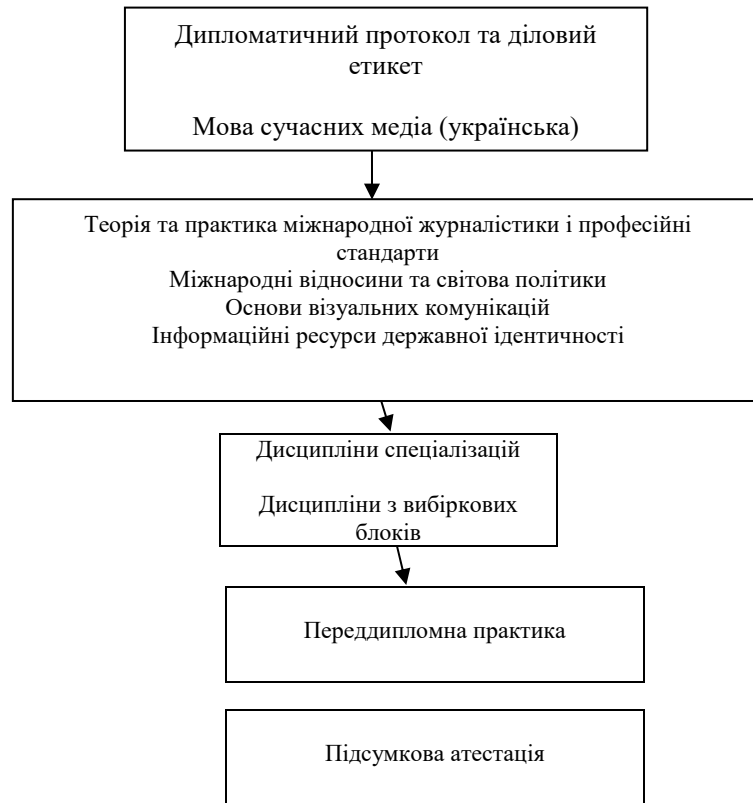 Дипломатичний протокол та діловий
етикет
Мова сучасних медіа (українська)
Теорія та практика міжнародної журналістики і професійні
стандарти
Міжнародні відносини та світова політики
Основи візуальних комунікацій
Інформаційні ресурси державної ідентичності
Дисципліни спеціалізацій
Дисципліни з вибіркових
блоків
Переддипломна практика
Підсумкова атестація